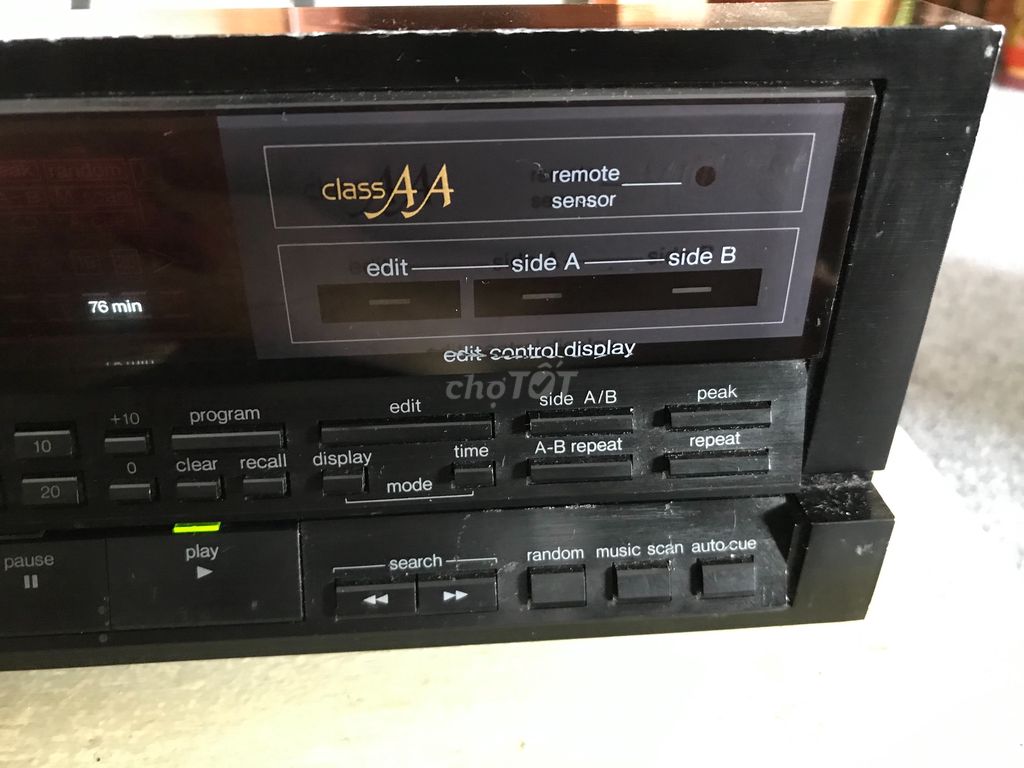 random
class AA
remote
sensor
edit side A side B
76 min
edit control display
chợTỐT
+10 program edit side A/B peak
10
0 clear recall display time A-B repeat repeat
20
mode
pause play search random music scan auto cue